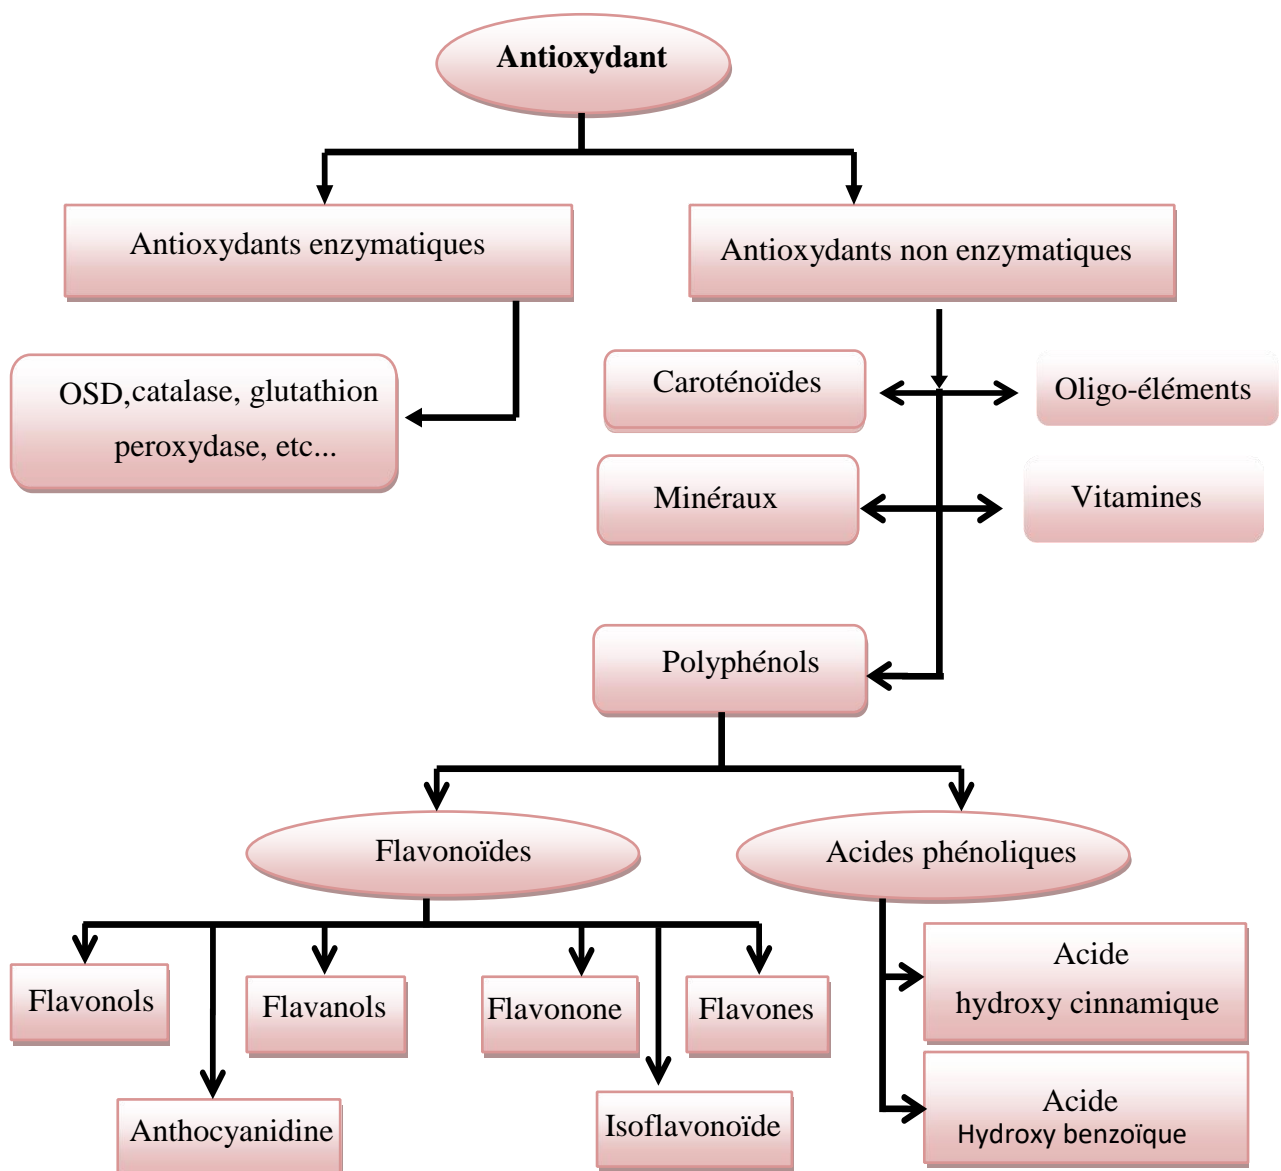 Antioxydant
Antioxydants enzymatiques
Antioxydants non enzymatiques
OSD,catalase, glutathion
peroxydase, etc...
Caroténoïdes
Oligo-éléments
Minéraux
Vitamines
Polyphénols
Flavonoïdes
Acides phénoliques
Flavonols
Flavanols
Flavonone
Flavones
Acide
hydroxy cinnamique
Anthocyanidine
Isoflavonoïde
Acide
Hydroxy benzoïque